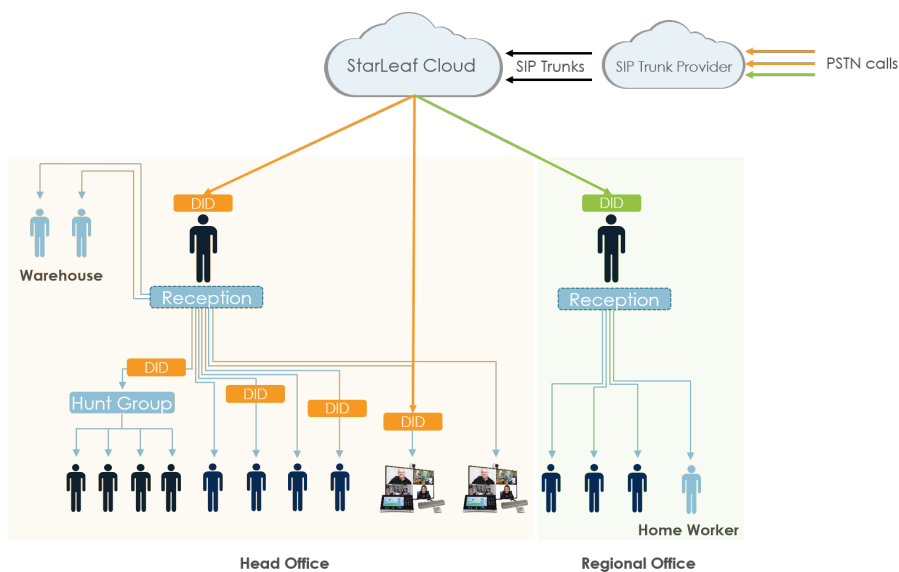 StarLeaf Cloud
SIP Trunks
SIP Trunk Provider
PSTN calls
DID
DID
Warehouse
Reception
Reception
DID
DID
Hunt Group
DID
DID
Home Worker
Head Office
Regional Office